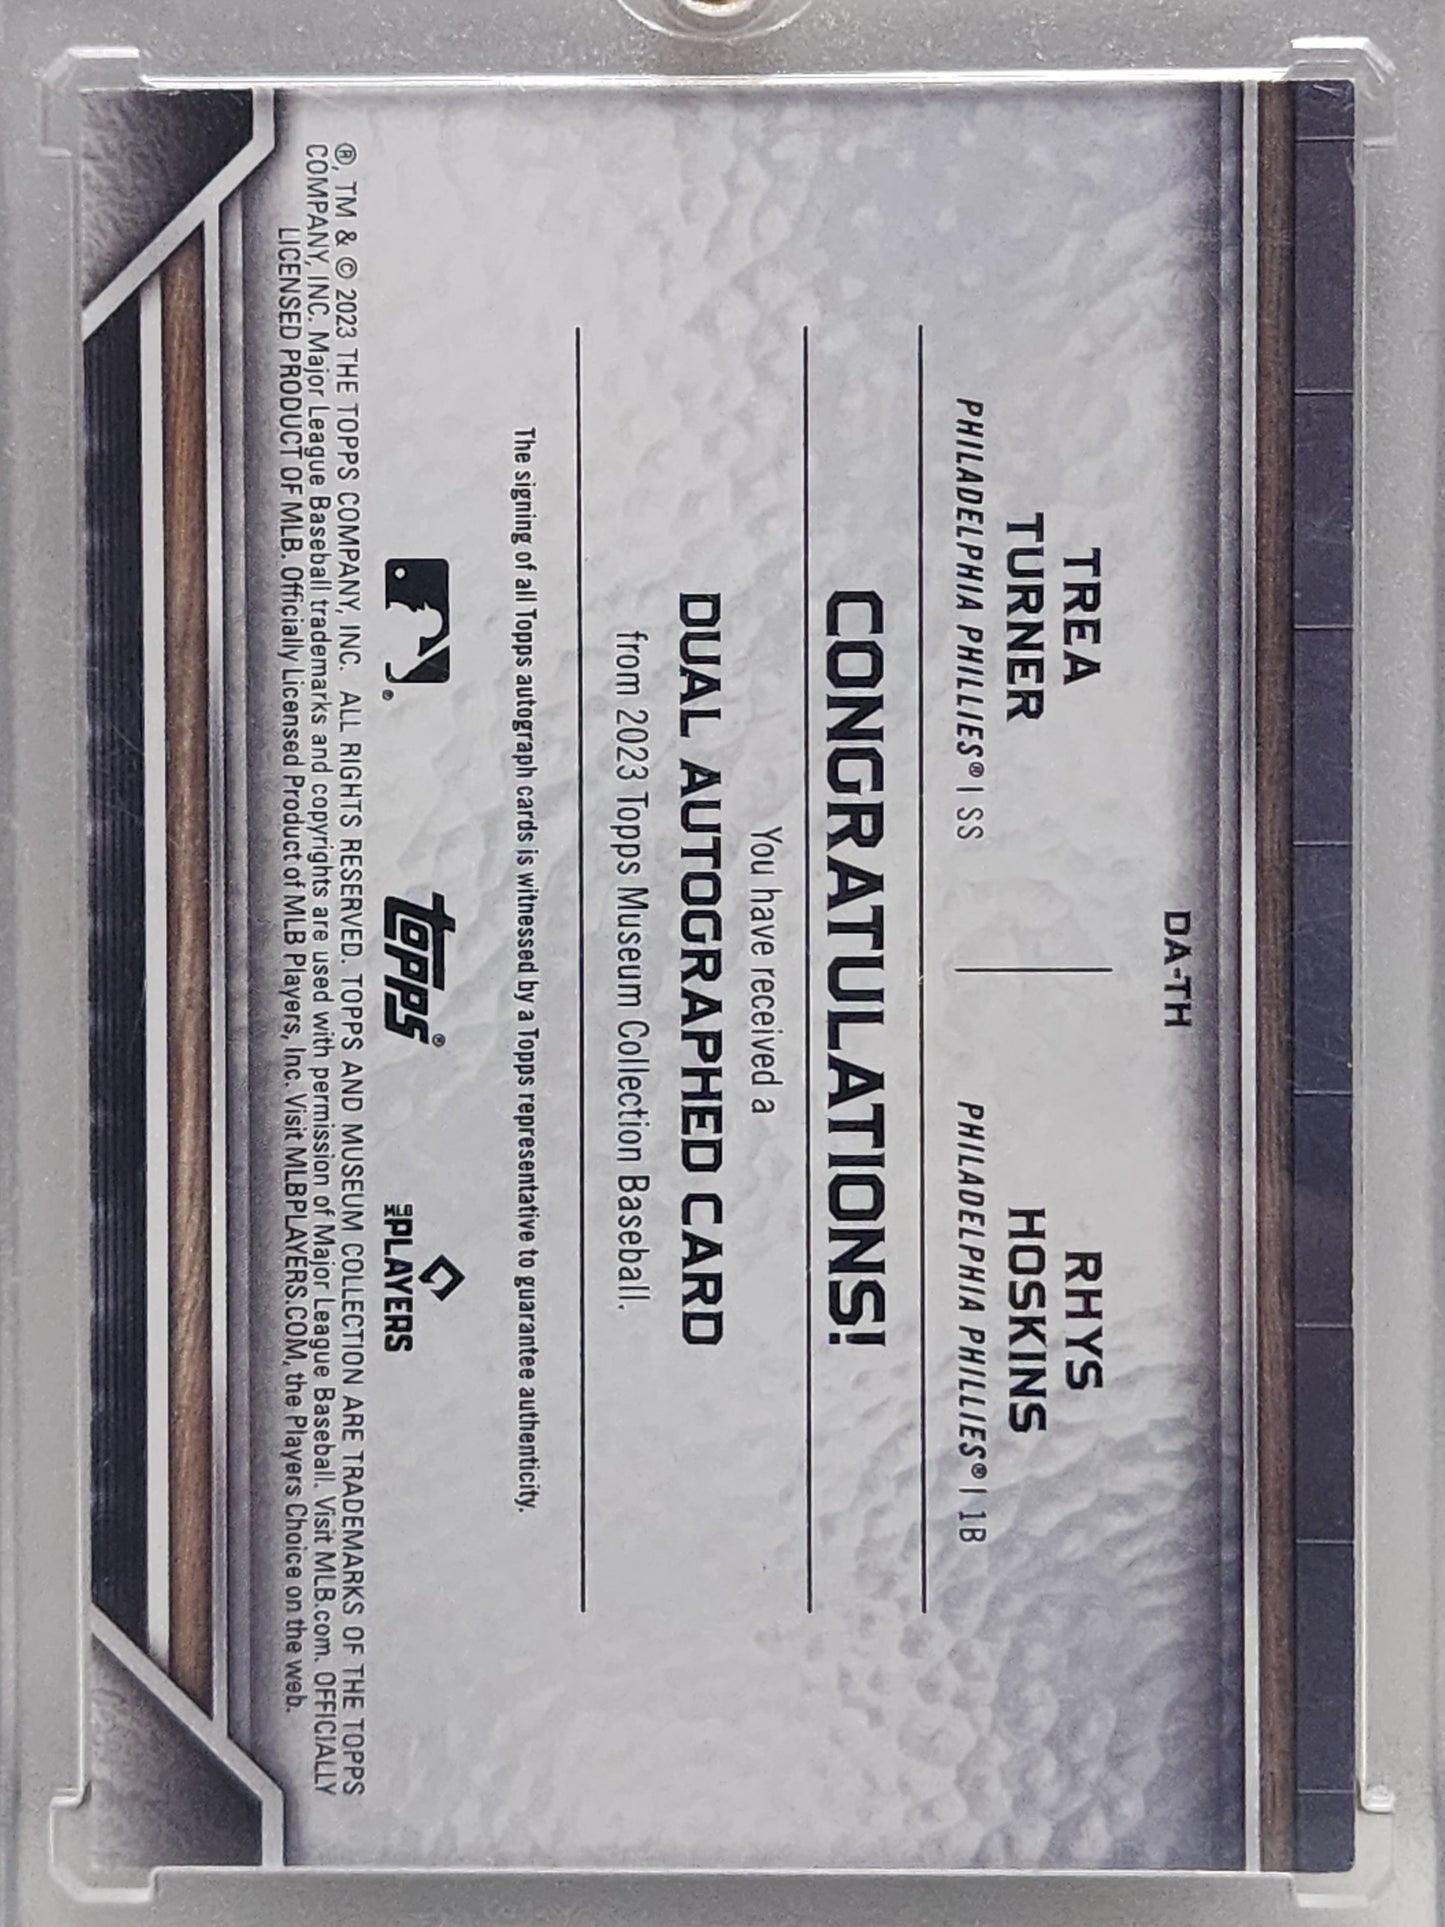 DA-TH
TREA
TURNER
PHILADELPHIA PHILLIES® | SS
RHYS
HOSKINS
PHILADELPHIA PHILLIES® | 1B
CONGRATULATIONS!
You have received a
DUAL AUTOGRAPHED CARD
from 2023 Topps Museum Collection Baseball.
The signing of all Topps autograph cards is witnessed by a Topps representative to guarantee authenticity.
®
topps®
MLB PLAYERS
®, TM & © 2023 THE TOPPS COMPANY, INC. ALL RIGHTS RESERVED. TOPPS AND MUSEUM COLLECTION ARE TRADEMARKS OF THE TOPPS
COMPANY, INC. Major League Baseball trademarks and copyrights are used with permission of Major League Baseball. Visit MLB.com. OFFICIALLY
LICENSED PRODUCT OF MLB. Officially Licensed Product of MLB Players, Inc. Visit MLBPLAYERS.COM, the Players Choice on the web.